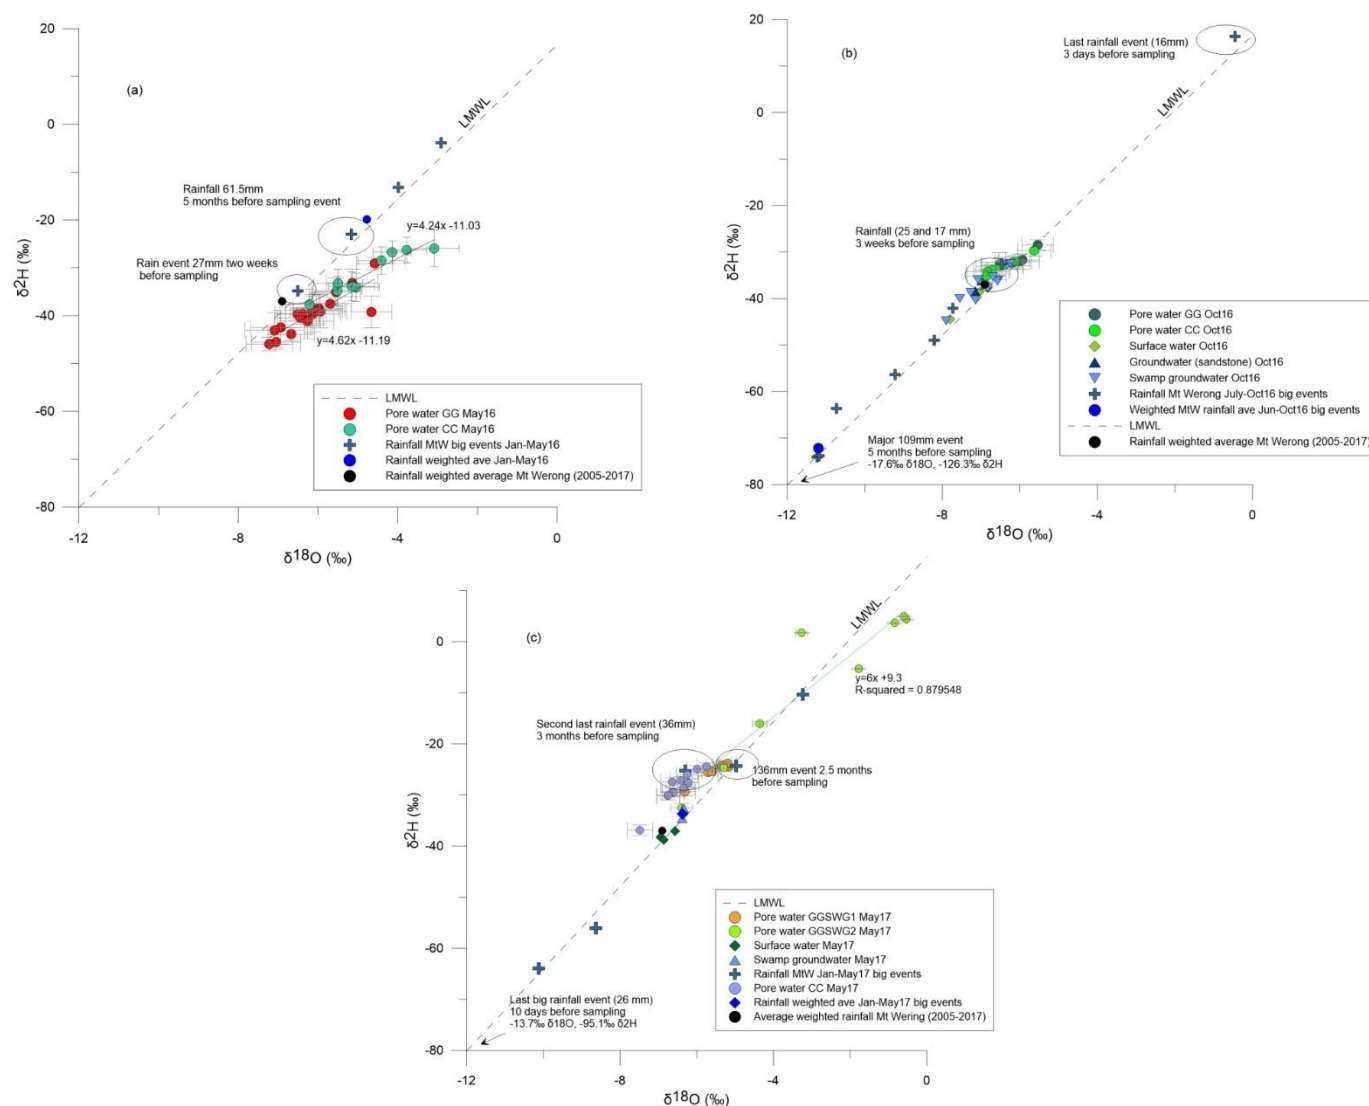 (a)
20
0
-20
-40
-60
-80
-12
-8
-4
0
δ2H (‰)
δ18O (‰)
LMWL
Rainfall 61.5mm
5 months before sampling event
Rain event 27mm two weeks
before sampling
y=4.24x -11.03
y=4.62x -11.19
LMWL
Pore water GG May16
Pore water CC May16
Rainfall MtW big events Jan-May16
Rainfall weighted ave Jan-May16
Rainfall weighted average Mt Werong (2005-2017)
(b)
20
0
-20
-40
-60
-80
-12
-8
-4
0
δ2H (‰)
δ18O (‰)
LMWL
Last rainfall event (16mm)
3 days before sampling
Rainfall (25 and 17 mm)
3 weeks before sampling
Major 109mm event
5 months before sampling
-17.6‰ δ18O, -126.3‰ δ2H
Pore water GG Oct16
Pore water CC Oct16
Surface water Oct16
Groundwater (sandstone) Oct16
Swamp groundwater Oct16
Rainfall Mt Werong July-Oct16 big events
Weighted MtW rainfall ave Jun-Oct16 big events
LMWL
Rainfall weighted average Mt Werong (2005-2017)
(c)
0
-20
-40
-60
-80
-12
-8
-4
0
δ2H (‰)
δ18O (‰)
LMWL
y=6x +9.3
R-squared = 0.879548
Second last rainfall event (36mm)
3 months before sampling
136mm event 2.5 months
before sampling
Last big rainfall event (26 mm)
10 days before sampling
-13.7‰ δ18O, -95.1‰ δ2H
LMWL
Pore water GGSWG1 May17
Pore water GGSWG2 May17
Surface water May17
Swamp groundwater May17
Rainfall MtW Jan-May17 big events
Pore water CC May17
Rainfall weighted ave Jan-May17 big events
Average weighted rainfall Mt Wering (2005-2017)